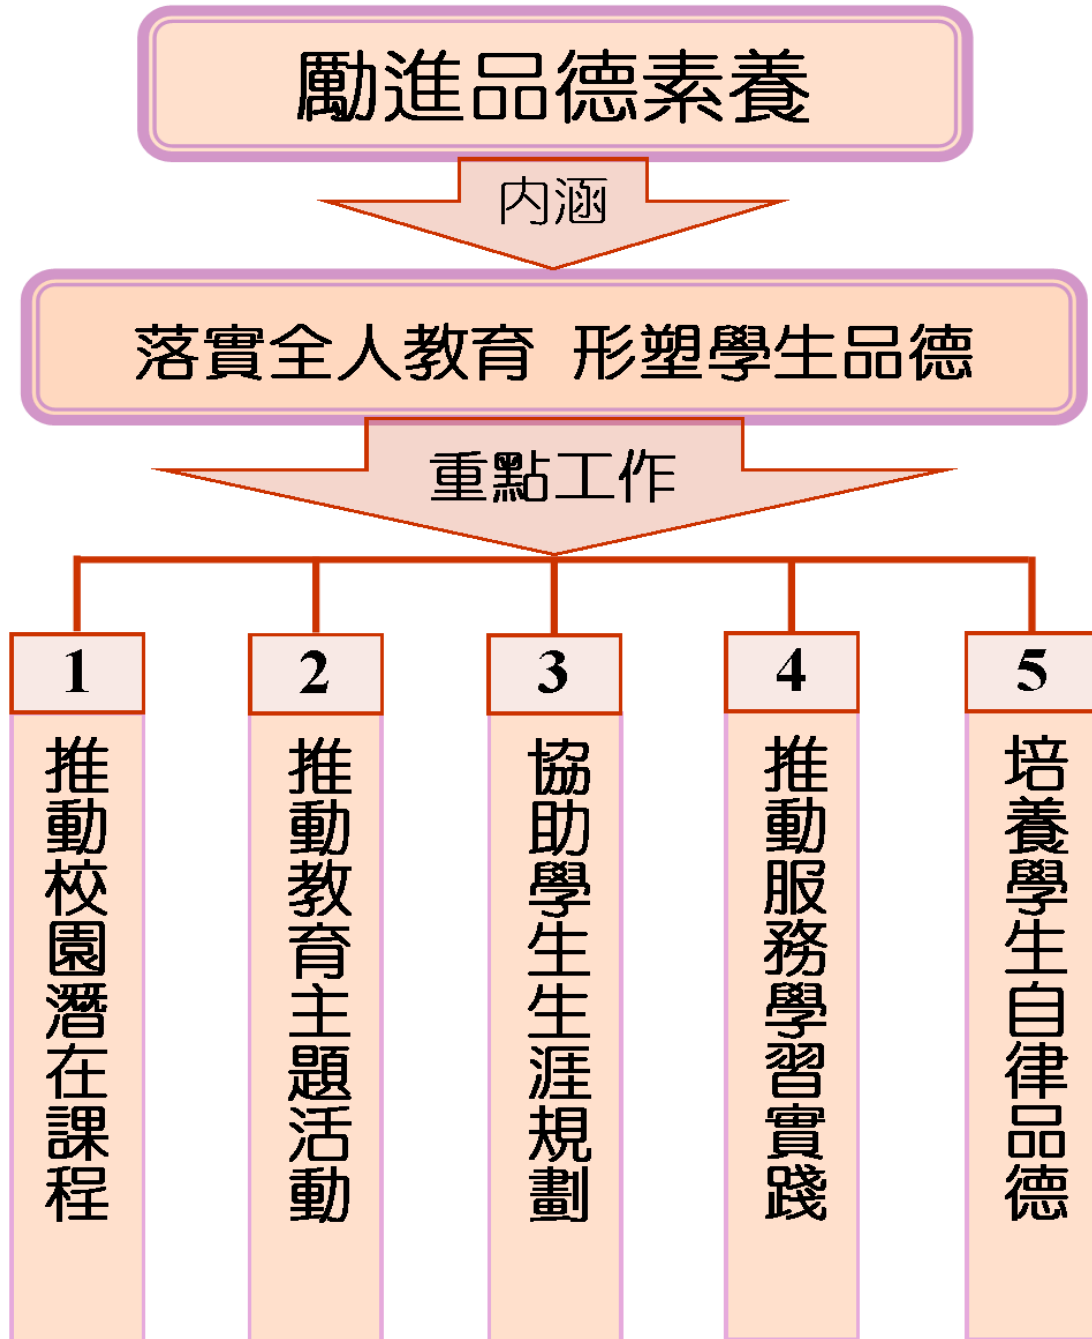 勵進品德素養
內涵
落實全人教育 形塑學生品德
重點工作
1
推動校園潛在課程
2
推動教育主題活動
3
協助學生生涯規劃
4
推動服務學習實踐
5
培養學生自律品德